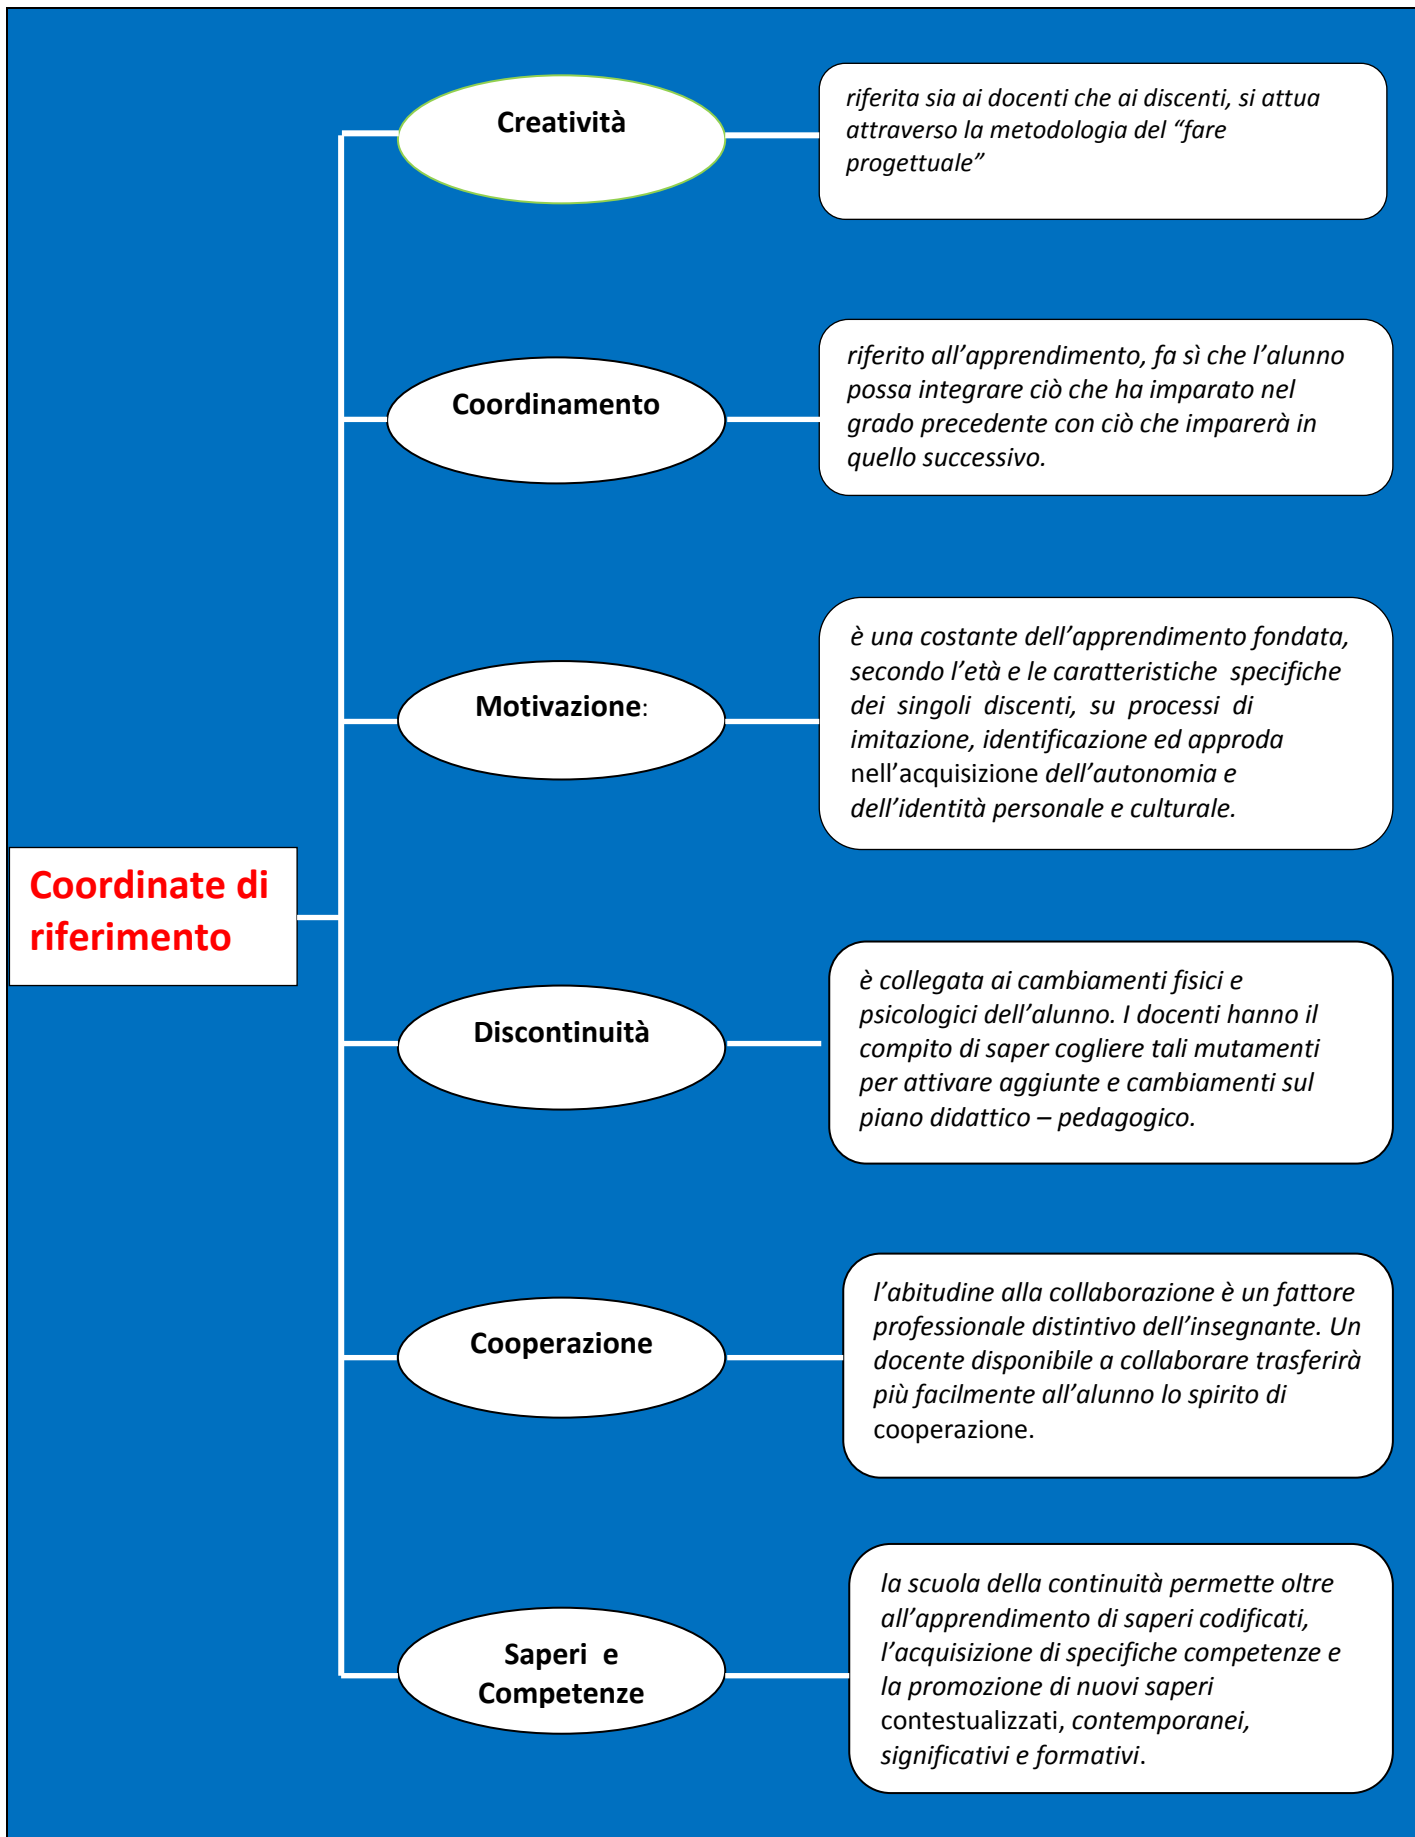 Creatività
riferita sia ai docenti che ai discenti, si attua
attraverso la metodologia del “fare
progettuale”
Coordinamento
riferito all’apprendimento, fa sì che l’alunno
possa integrare ciò che ha imparato nel
grado precedente con ciò che imparerà in
quello successivo.
Motivazione:
è una costante dell’apprendimento fondata,
secondo l’età e le caratteristiche specifiche
dei singoli discenti, su processi di
imitazione, identificazione ed approda
nell’acquisizione dell’autonomia e
dell’identità personale e culturale.
Coordinate di
riferimento
Discontinuità
è collegata ai cambiamenti fisici e
psicologici dell’alunno. I docenti hanno il
compito di saper cogliere tali mutamenti
per attivare aggiunte e cambiamenti sul
piano didattico – pedagogico.
Cooperazione
l’abitudine alla collaborazione è un fattore
professionale distintivo dell’insegnante. Un
docente disponibile a collaborare trasferirà
più facilmente all’alunno lo spirito di
cooperazione.
Saperi e
Competenze
la scuola della continuità permette oltre
all’apprendimento di saperi codificati,
l’acquisizione di specifiche competenze e
la promozione di nuovi saperi
contestualizzati, contemporanei,
significativi e formativi.